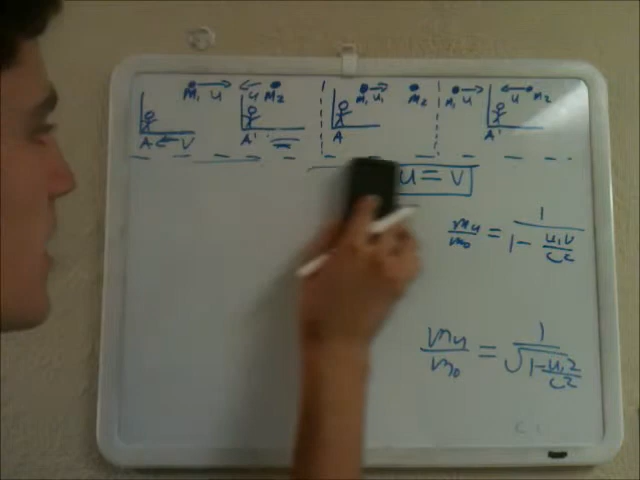 m₁ u u m₂ m₁ u₁ m₂ m₁ u₁ u m₂
A ← v A' A A'
u = v
mu/m₀ = 1/(1 - u₁v/c²)
mu/m₀ = 1/√(1 - u₁²/c²)